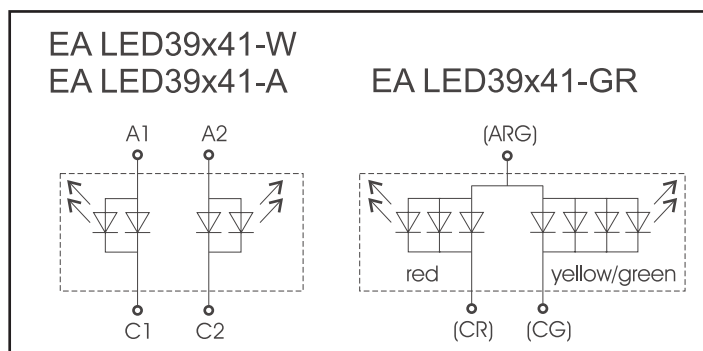 EA LED39x41-W
EA LED39x41-A
EA LED39x41-GR
A1 A2
(ARG)
red
yellow/green
C1 C2
(CR) (CG)